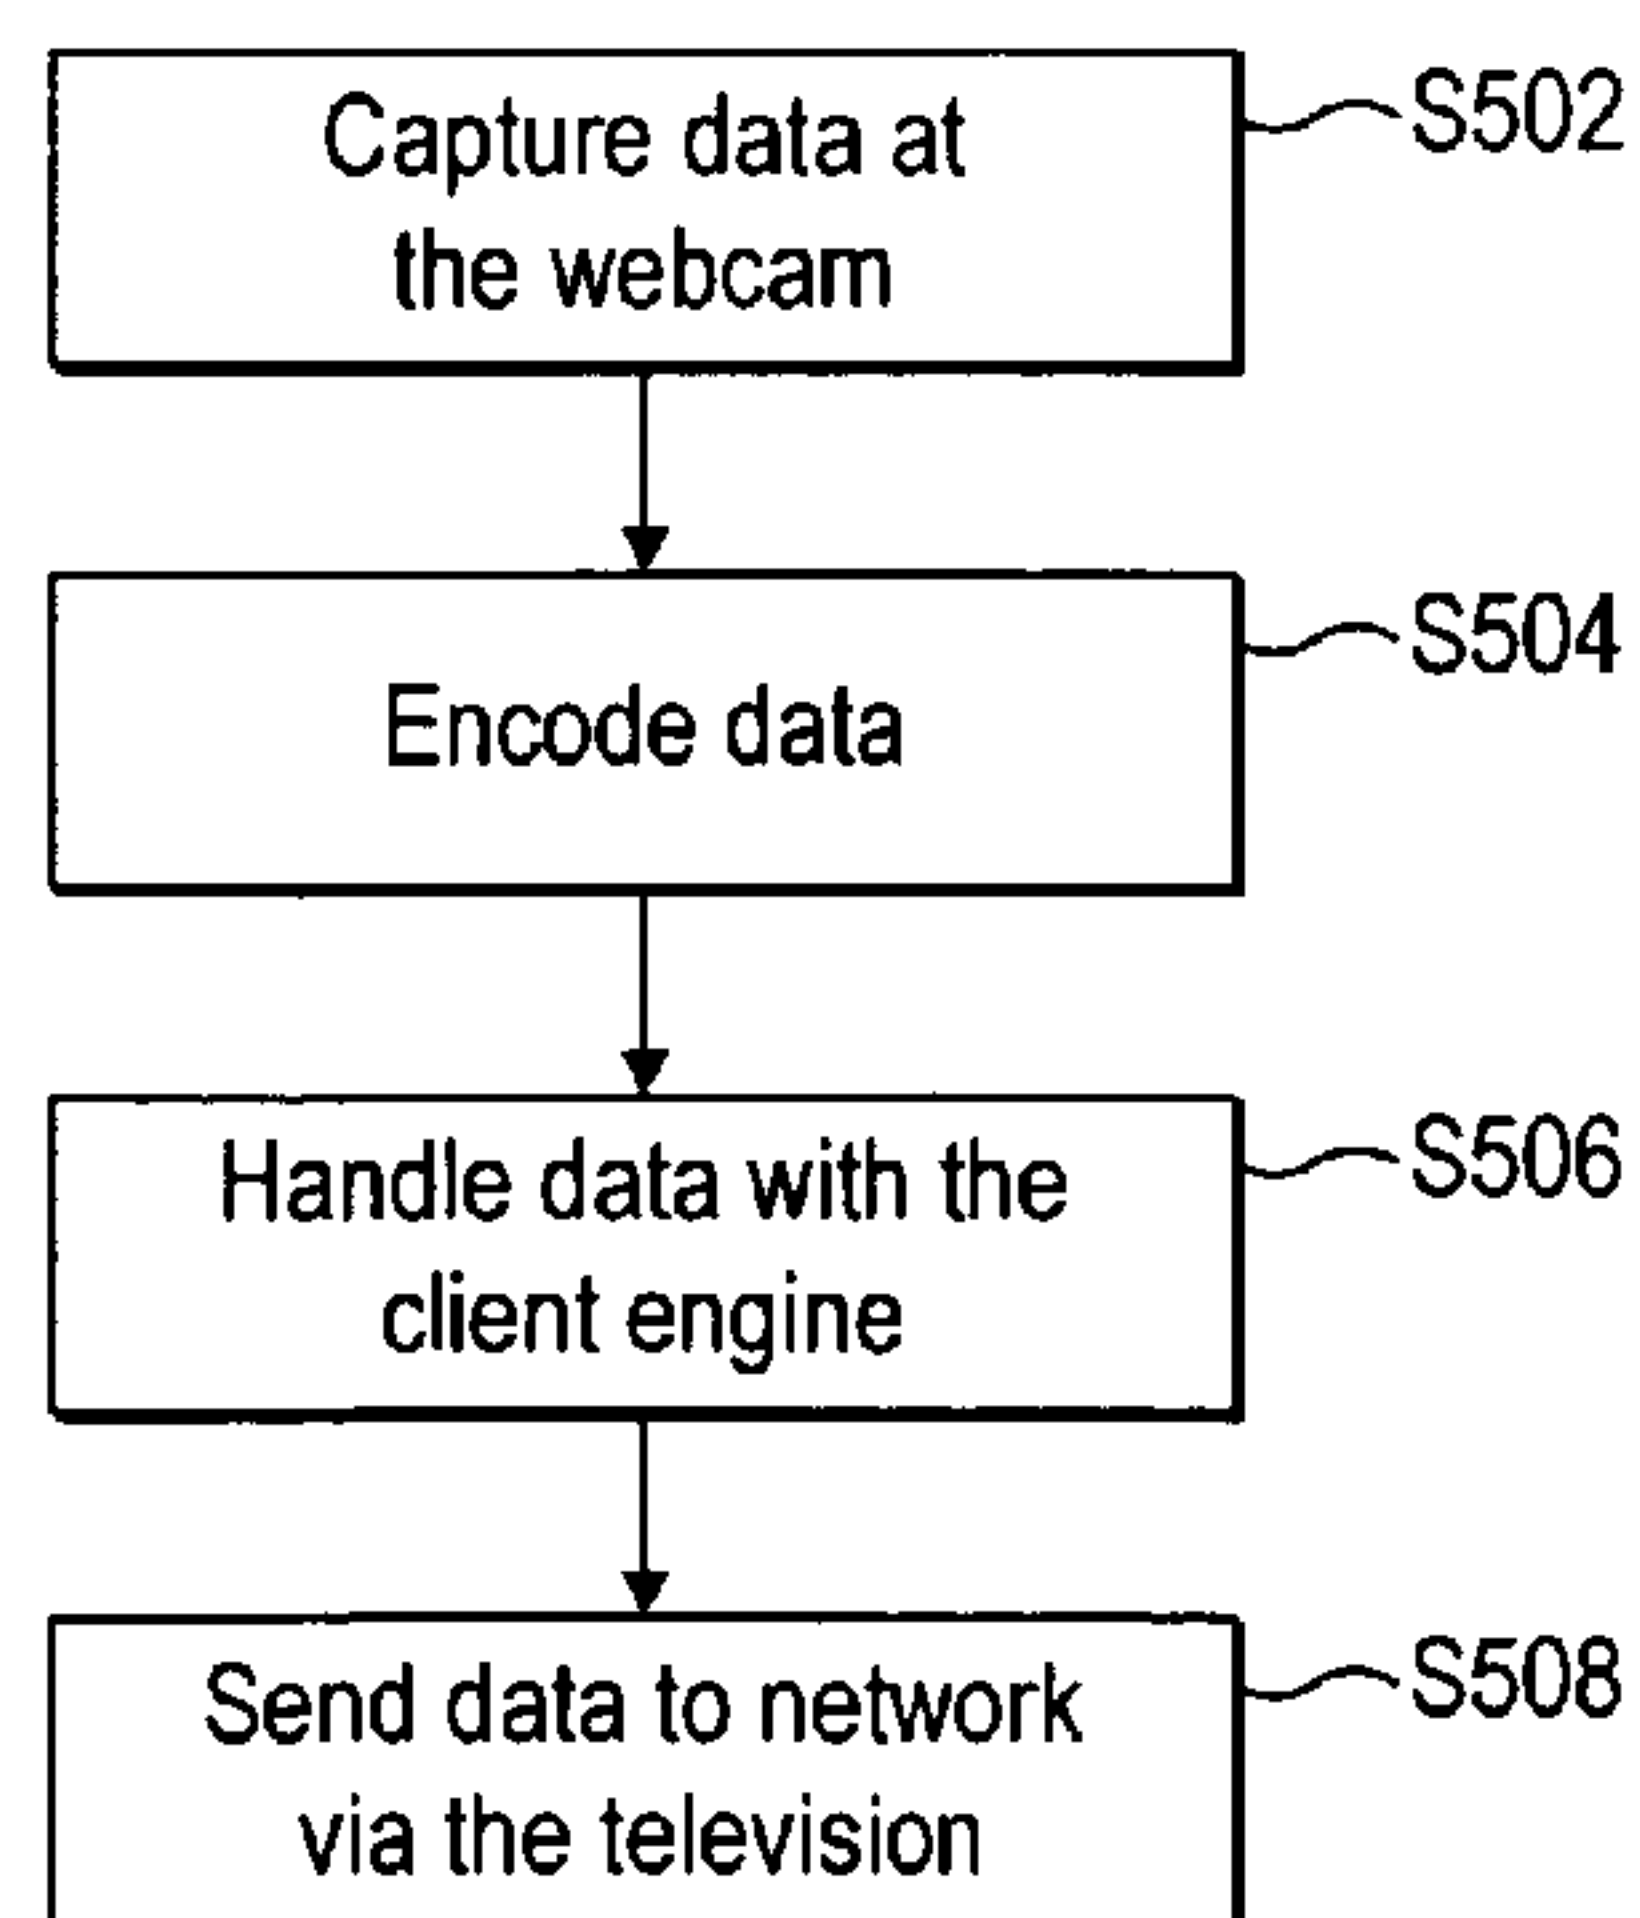 Capture data at
the webcam
S502
Encode data
S504
Handle data with the
client engine
S506
Send data to network
via the television
S508